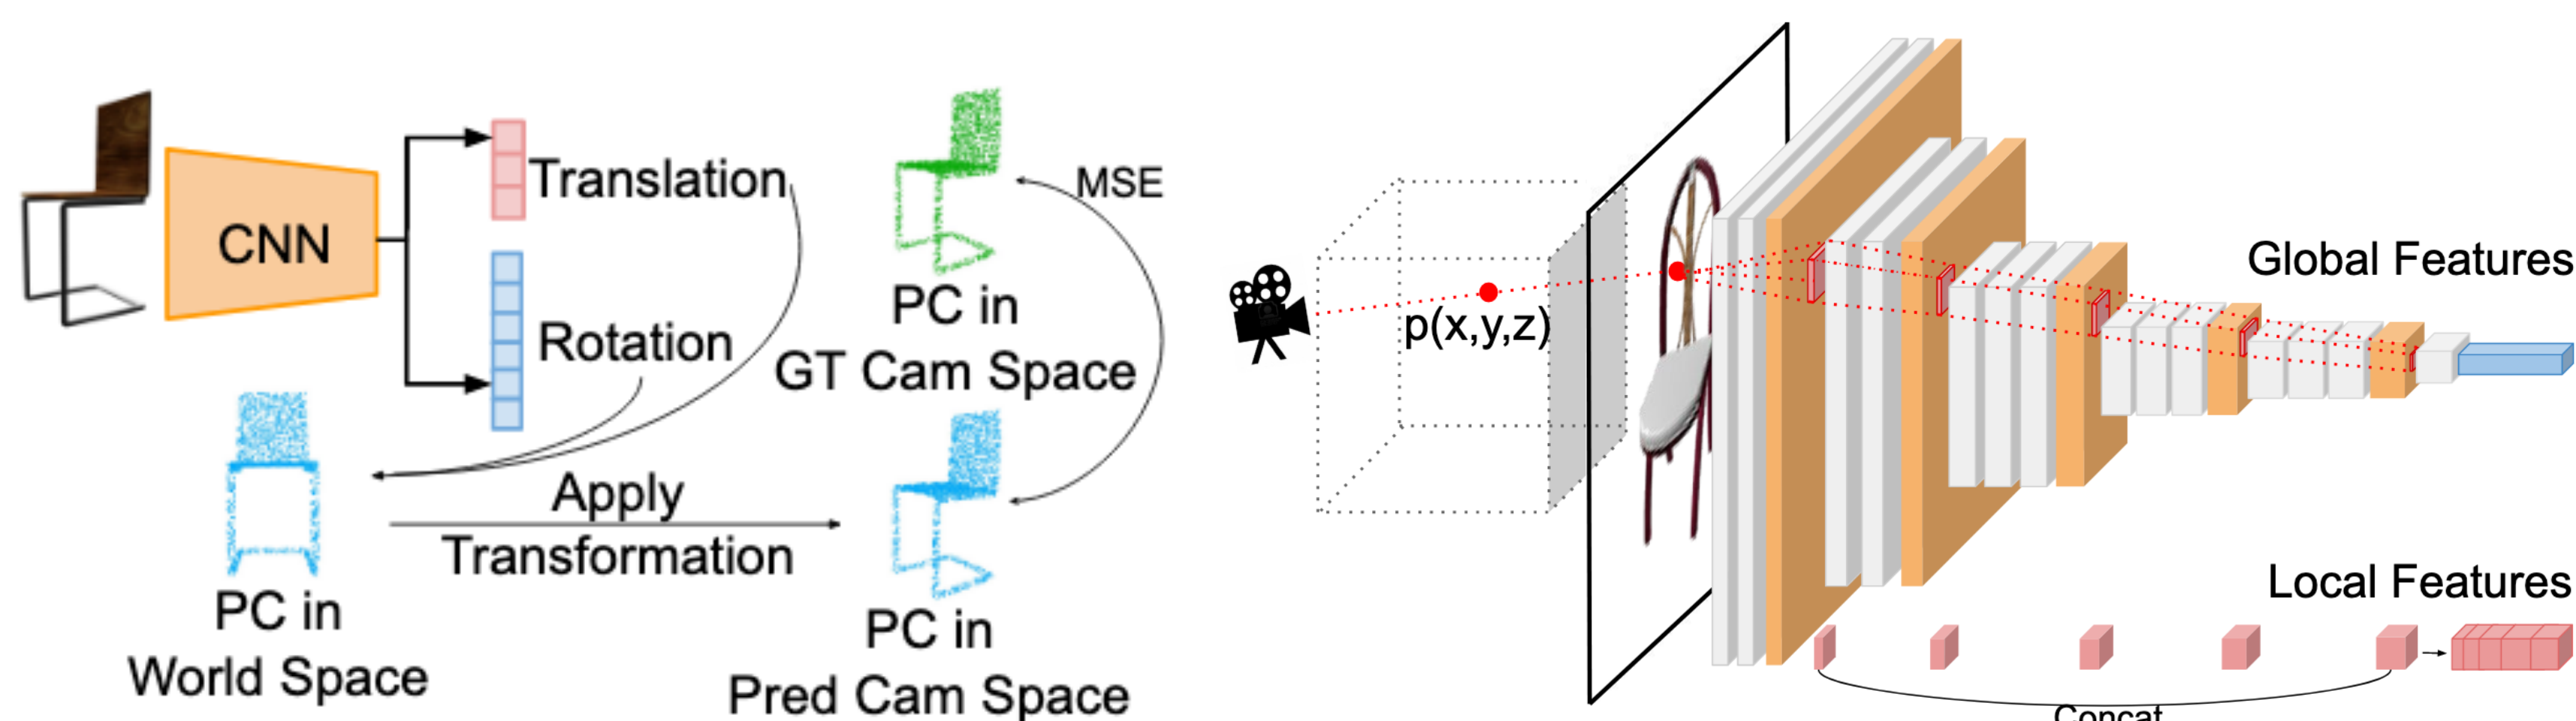 CNN
Translation
Rotation
PC in
World Space
Apply
Transformation
PC in
GT Cam Space
MSE
PC in
Pred Cam Space
p(x,y,z)
Global Features
Local Features
Concat